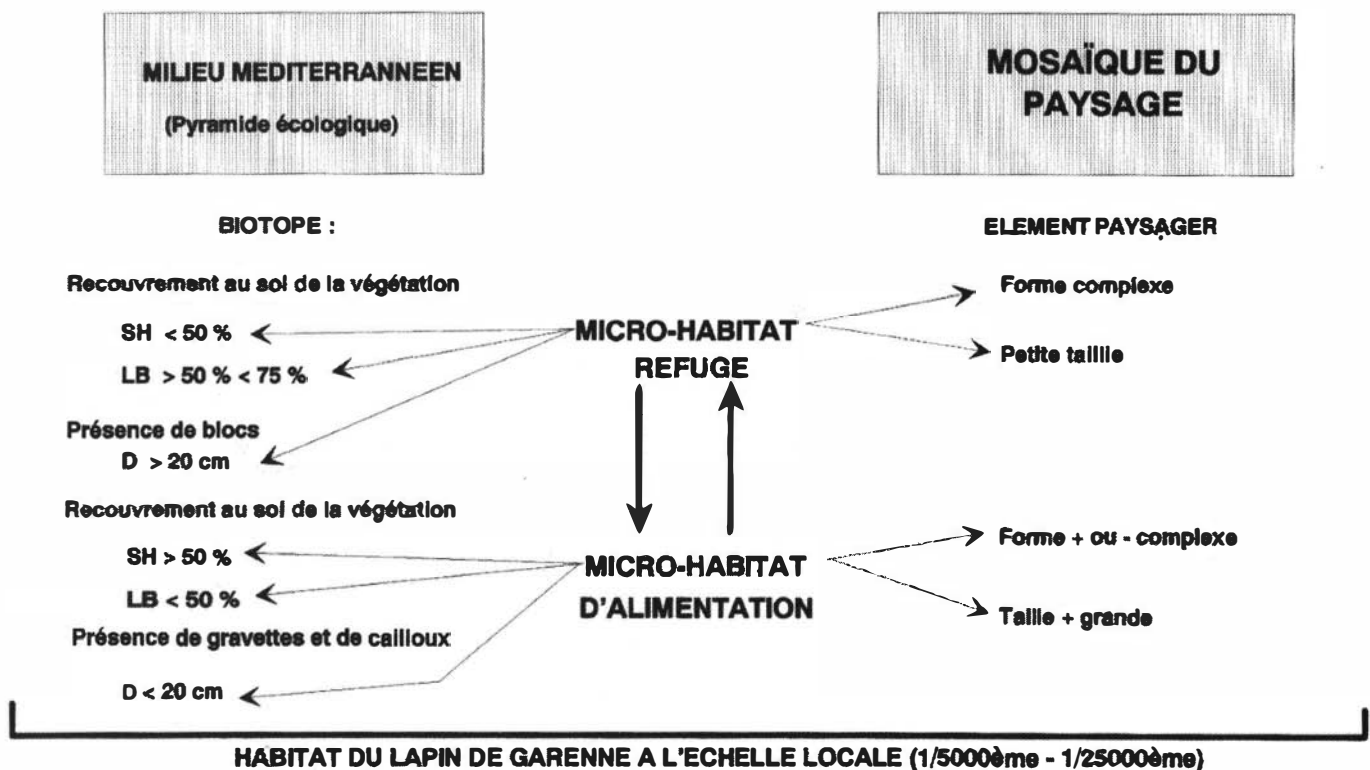 MILIEU MEDITERRANNEEN
(Pyramide écologique)
MOSAÏQUE DU
PAYSAGE
BIOTOPE :
ELEMENT PAYSAGER
Recouvrement au sol de la végétation
SH < 50 %
LB > 50 % < 75 %
Présence de blocs
D > 20 cm
MICRO-HABITAT
REFUGE
Forme complexe
Petite taillie
Recouvrement au sol de la végétation
SH > 50 %
LB < 50 %
Présence de gravettes et de cailloux
D < 20 cm
MICRO-HABITAT
D'ALIMENTATION
Forme + ou - complexe
Taille + grande
HABITAT DU LAPIN DE GARENNE A L'ECHELLE LOCALE (1/5000ème - 1/25000ème)